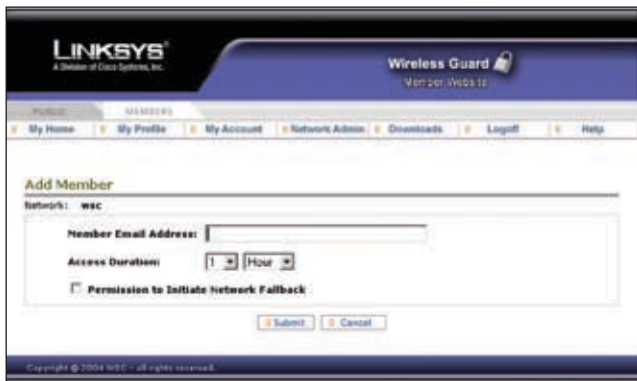 LINKSYS®
A Division of Cisco Systems, Inc.
Wireless Guard
Member Website
PUBLIC MEMBERS
My Home My Profile My Account Network Admin Downloads Logoff Help
Add Member
Network: wsc
Member Email Address:
Access Duration: 1 Hour
Permission to Initiate Network Fallback
Submit Cancel
Copyright © 2004 WSC - all rights reserved.